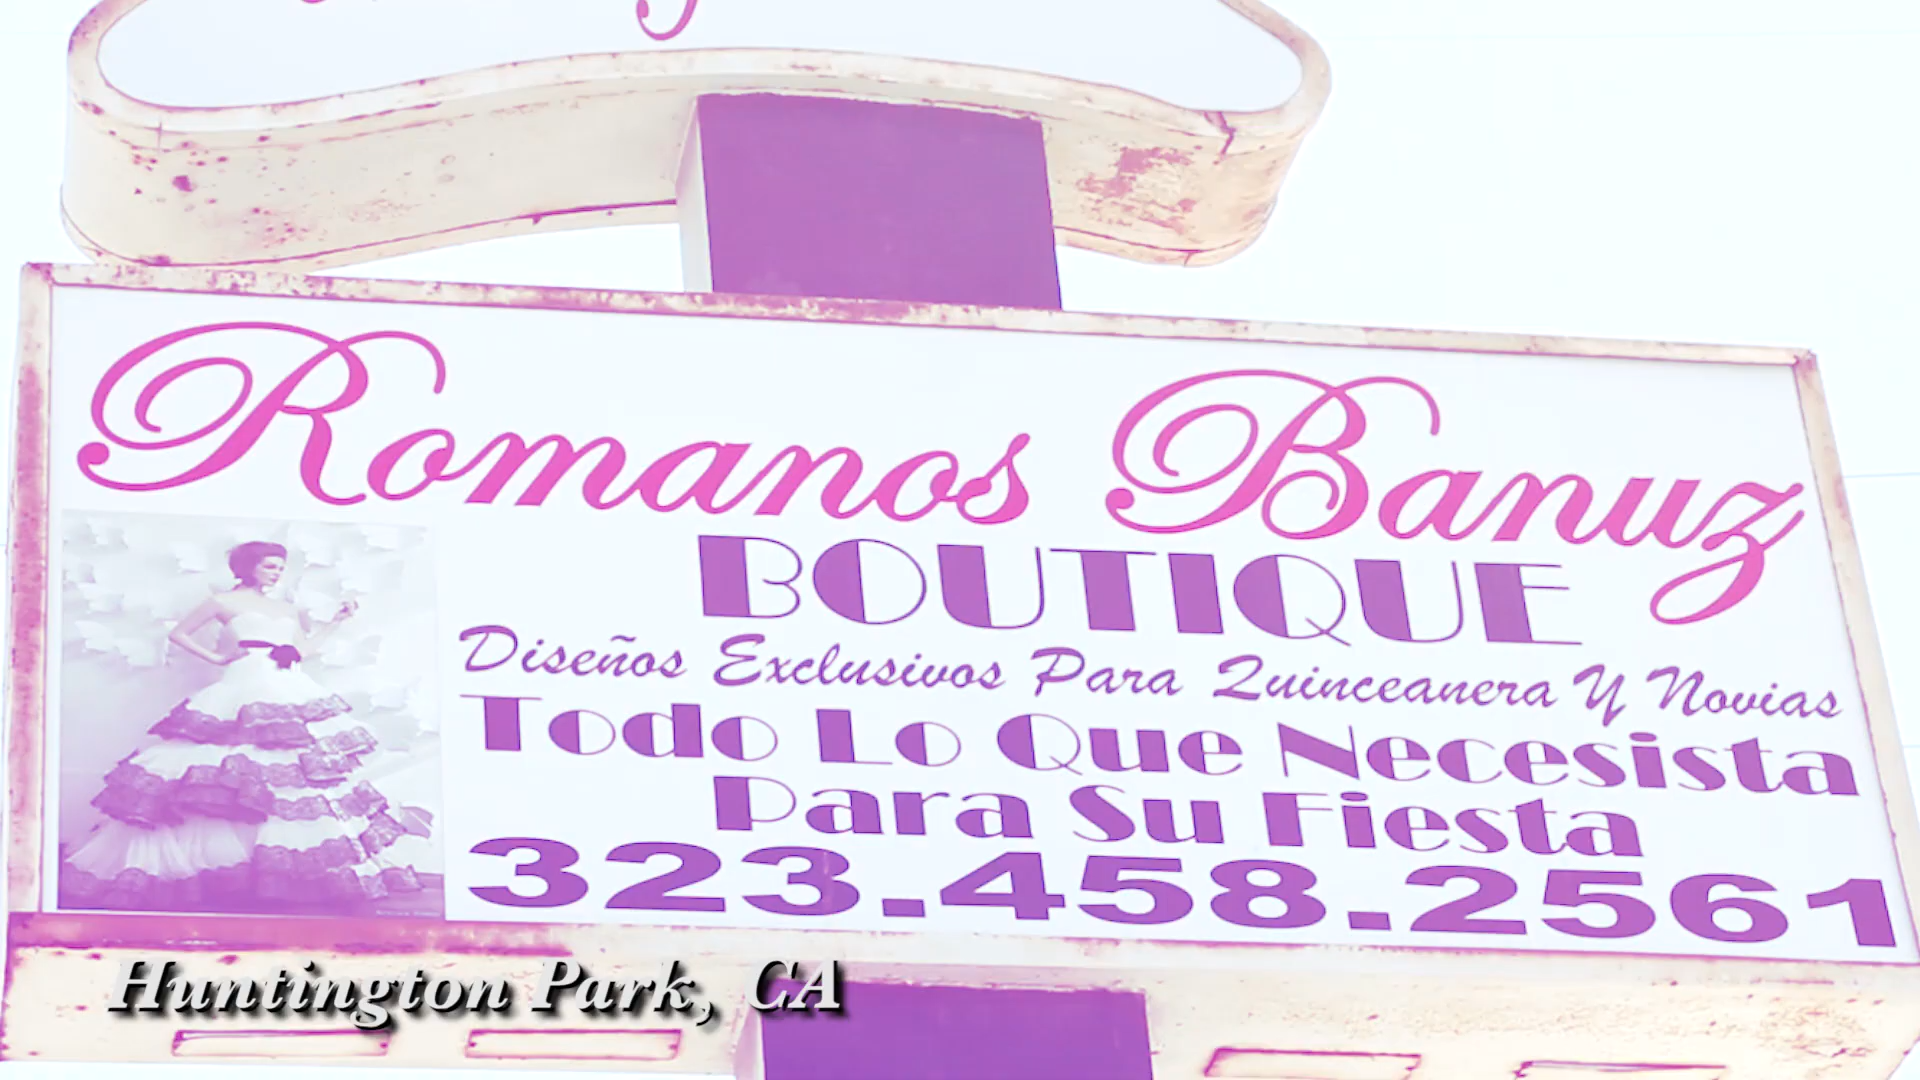 Romanos Banuz
BOUTIQUE
Diseños Exclusivos Para Quinceanera Y Novias
Todo Lo Que Necesista
Para Su Fiesta
323.458.2561
Huntington Park, CA